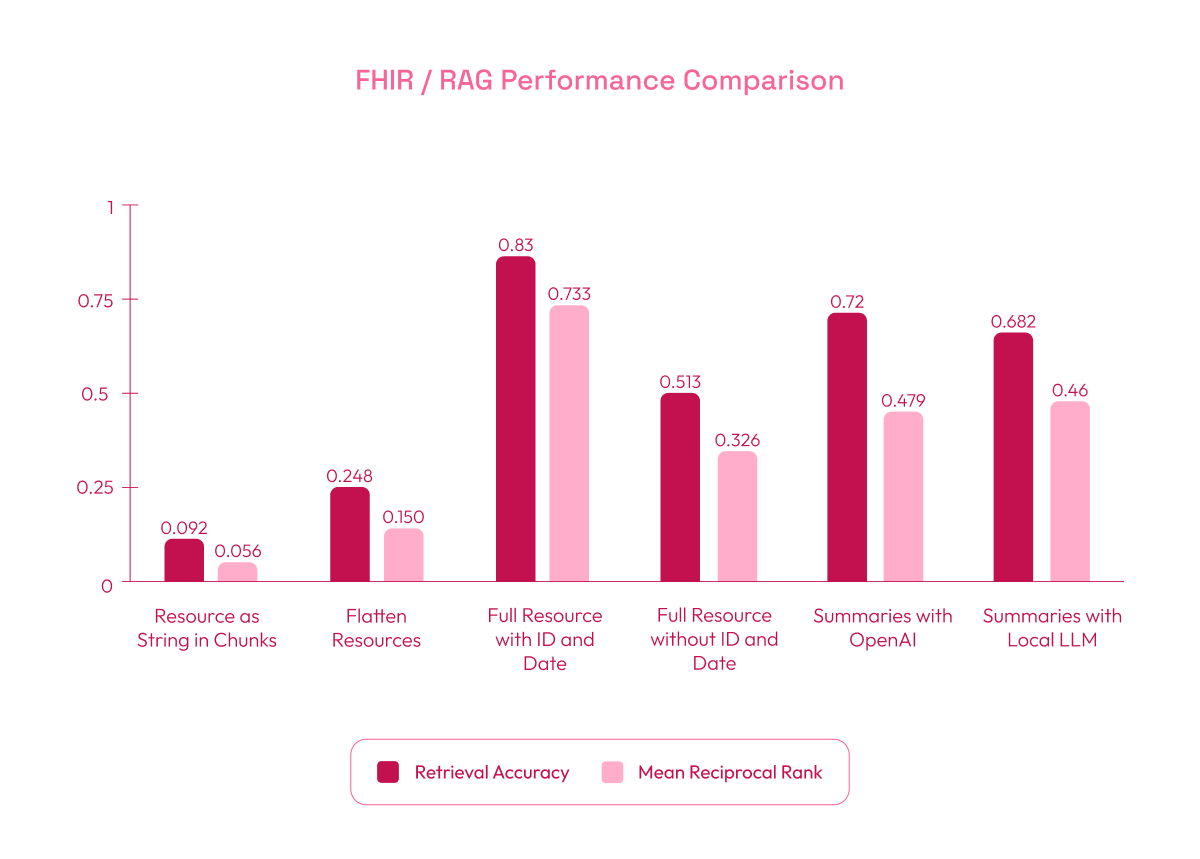 FHIR / RAG Performance Comparison
1
0.75
0.5
0.25
0
0.092
0.056
0.248
0.150
0.83
0.733
0.513
0.326
0.72
0.479
0.682
0.46
Resource as
String in Chunks
Flatten
Resources
Full Resource
with ID and
Date
Full Resource
without ID and
Date
Summaries with
OpenAI
Summaries with
Local LLM
Retrieval Accuracy
Mean Reciprocal Rank